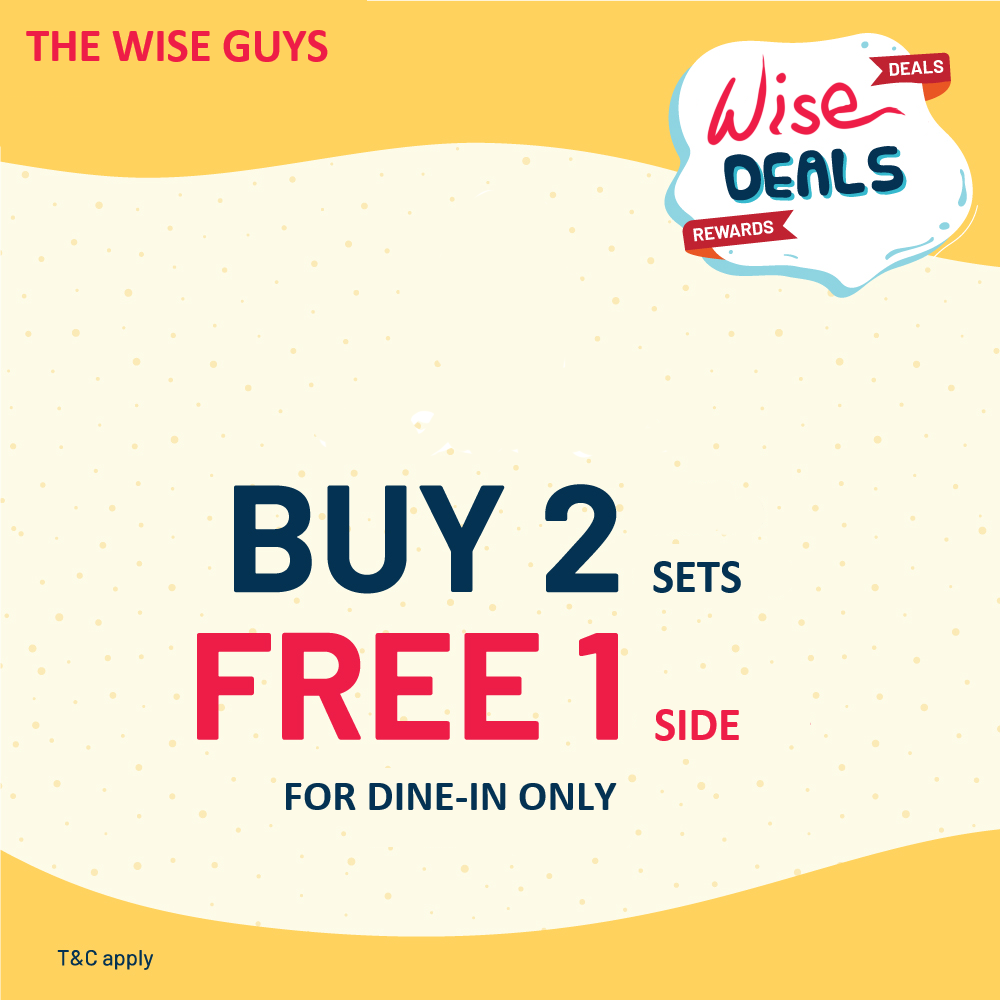 THE WISE GUYS
DEALS
Wise
DEALS
REWARDS
BUY 2 SETS
FREE 1 SIDE
FOR DINE-IN ONLY
T&C apply